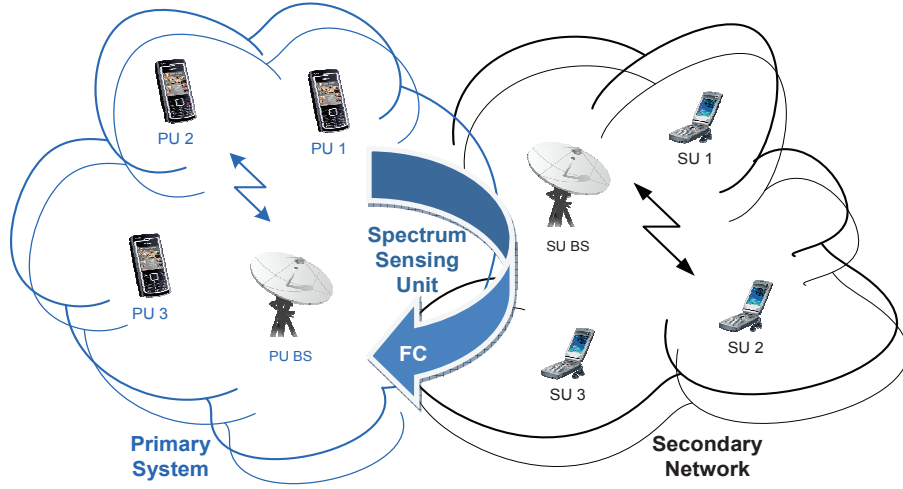 PU 2
PU 1
SU 1
Spectrum
Sensing
Unit
SU BS
PU 3
PU BS
FC
SU 2
SU 3
Primary
System
Secondary
Network